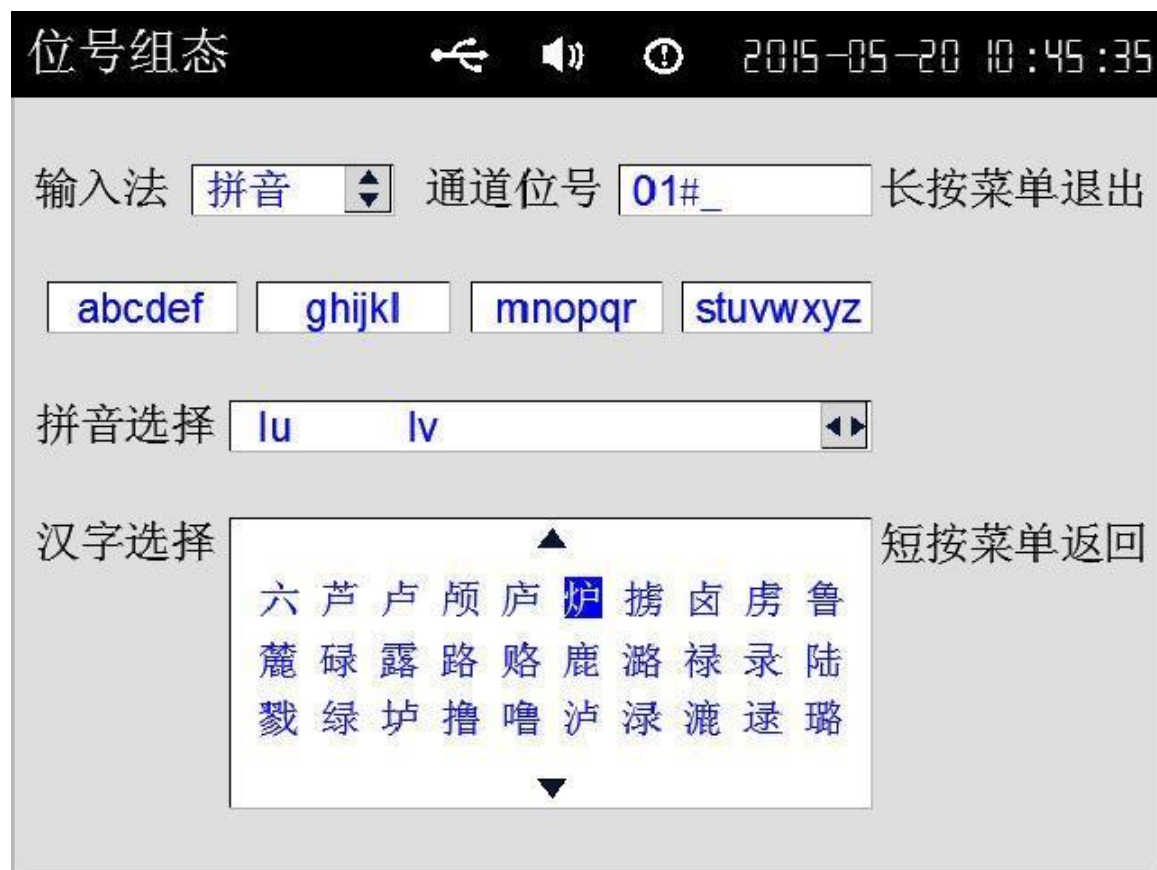 位号组态 2015-05-20 10:45:35
输入法 拼音 通道位号 01#_ 长按菜单退出
abcdef ghijkl mnopqr stuvwxyz
拼音选择 lu lv
汉字选择 短按菜单返回
六 芦 卢 颅 庐 炉 掳 卤 虏 鲁
麓 碌 露 路 赂 鹿 潞 禄 录 陆
戮 绿 垆 撸 噜 泸 渌 漉 逯 璐